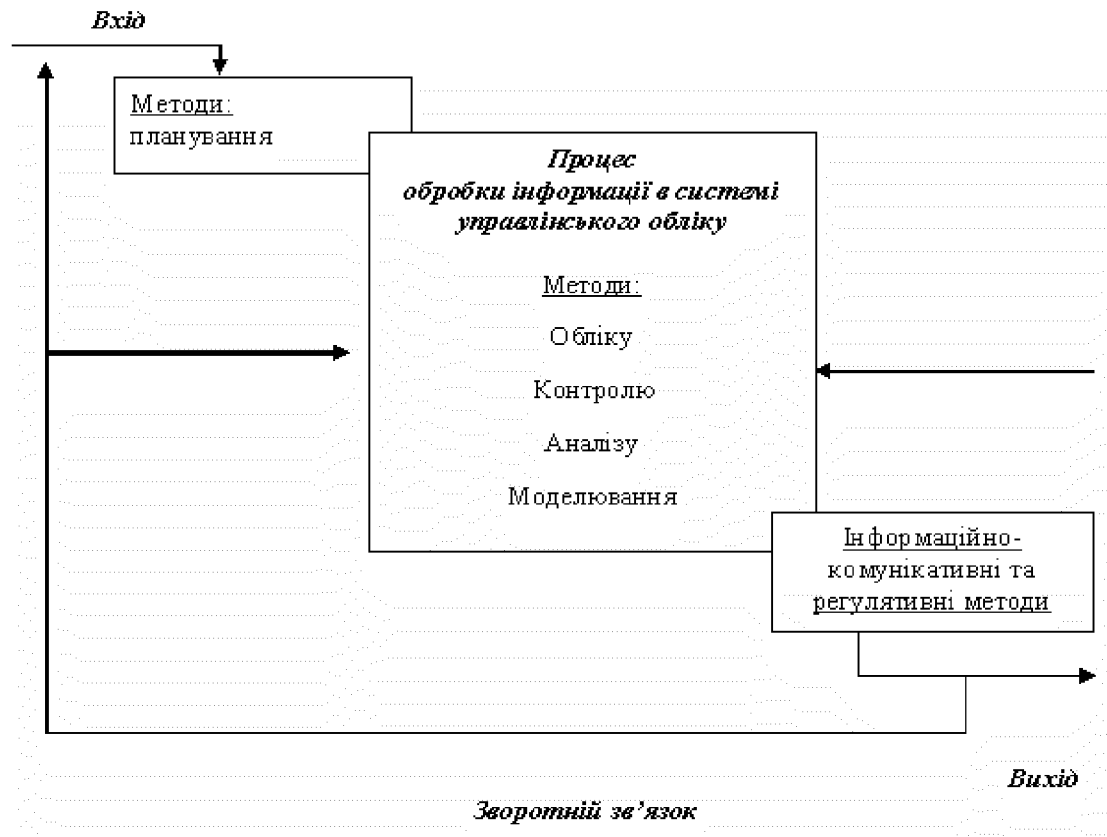 Вхід
Методи:
планування
Процес
обробки інформації в системі
управлінського обліку
Методи:
Обліку
Контролю
Аналізу
Моделювання
Інформаційно-
комунікативні та
регулятивні методи
Вихід
Зворотній зв’язок